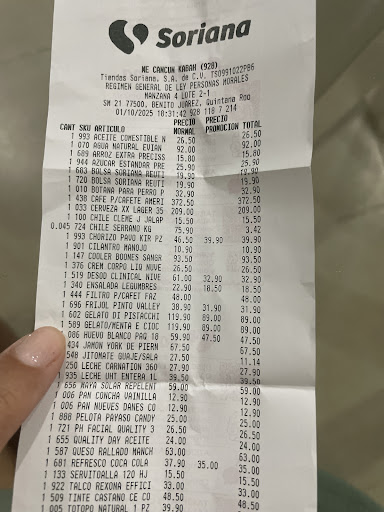 Soriana
ME CANCUN KABAH (928)
Tiendas Soriana, S.A. de C.V. TSO991022PB6
REGIMEN GENERAL DE LEY PERSONAS MORALES
MANZANA 4 LOTE 2-1
SM 21 77500, BENITO JUAREZ, Quintana Roo
01/10/2025 10:31:42 928 118 7 214
CANT SKU ARTICULO PRECIO NORMAL PRECIO PROMOCION TOTAL
1 993 ACEITE COMESTIBLE N 26.50 26.50
1 070 AGUA NATURAL EVIAN 92.00 92.00
1 689 ARROZ EXTRA PRECISS 15.80 15.80
1 944 AZUCAR ESTANDAR PRE 25.90 25.90
1 683 BOLSA SORIANA REUTI 19.90 19.90
1 720 BOLSA SORIANA REUTI 19.90 19.90
1 010 BOTANA PARA PERRO P 32.90 32.90
1 438 CAFE P/CAFETE AMERI 372.50 372.50
1 033 CERVEZA XX LAGER 35 209.00 209.00
1 100 CHILE CLEME J JALAP 15.50 15.50
0.045 724 CHILE SERRANO KG 75.90 3.42
1 993 CHORIZO PAVO KIR PZ 46.50 39.90 39.90
1 901 CILANTRO MANOJO 10.90 10.90
1 147 COOLER BOONES SANGR 93.50 93.50
1 376 CREM CORPO LIQ NUVE 26.50 26.50
1 519 DESOD CLINICAL NIVE 61.00 32.90 32.90
1 340 ENSALADA LEGUMBRES 22.90 18.50 18.50
1 444 FILTRO P/CAFET FAZ 48.00 48.00
1 696 FRIJOL PINTO VALLEY 38.90 31.90 31.90
1 602 GELATO DI PISTACCHI 119.90 89.00 89.00
1 589 GELATO/MENTA E CIOC 119.90 89.00 89.00
086 HUEVO BLANCO PAQ 18 59.90 47.50 47.50
434 JAMON YORK DE PIERN 67.50 67.50
548 JITOMATE GUAJE/SALA 27.50 11.14
250 LECHE CARNATION 360 27.90 27.90
935 LECHE UHT ENTERA 1L 39.50 39.50
1 656 MAYA SOLAR REPELENT 59.00 59.00
1 006 PAN CONCHA VAINILLA 12.90 12.90
1 006 PAN NUEVES DANES CO 12.90 12.90
1 888 PELOTA PAYASO CANDY 25.00 25.00
1 721 PH FACIAL QUALITY 3 26.50 26.50
1 655 QUALITY DAY ACEITE 24.00 24.00
1 587 QUESO RALLADO MANCH 63.00 63.00
1 681 REFRESCO COCA COLA 37.90 35.00 35.00
1 133 SERVITOALLA 120 HJ 15.50 15.50
1 922 TALCO REXONA EFFICI 33.00 33.00
1 509 TINTE CASTANO CE CO 48.50 48.50
1 005 TOTOPO NATURAL 1 PZ 39.90